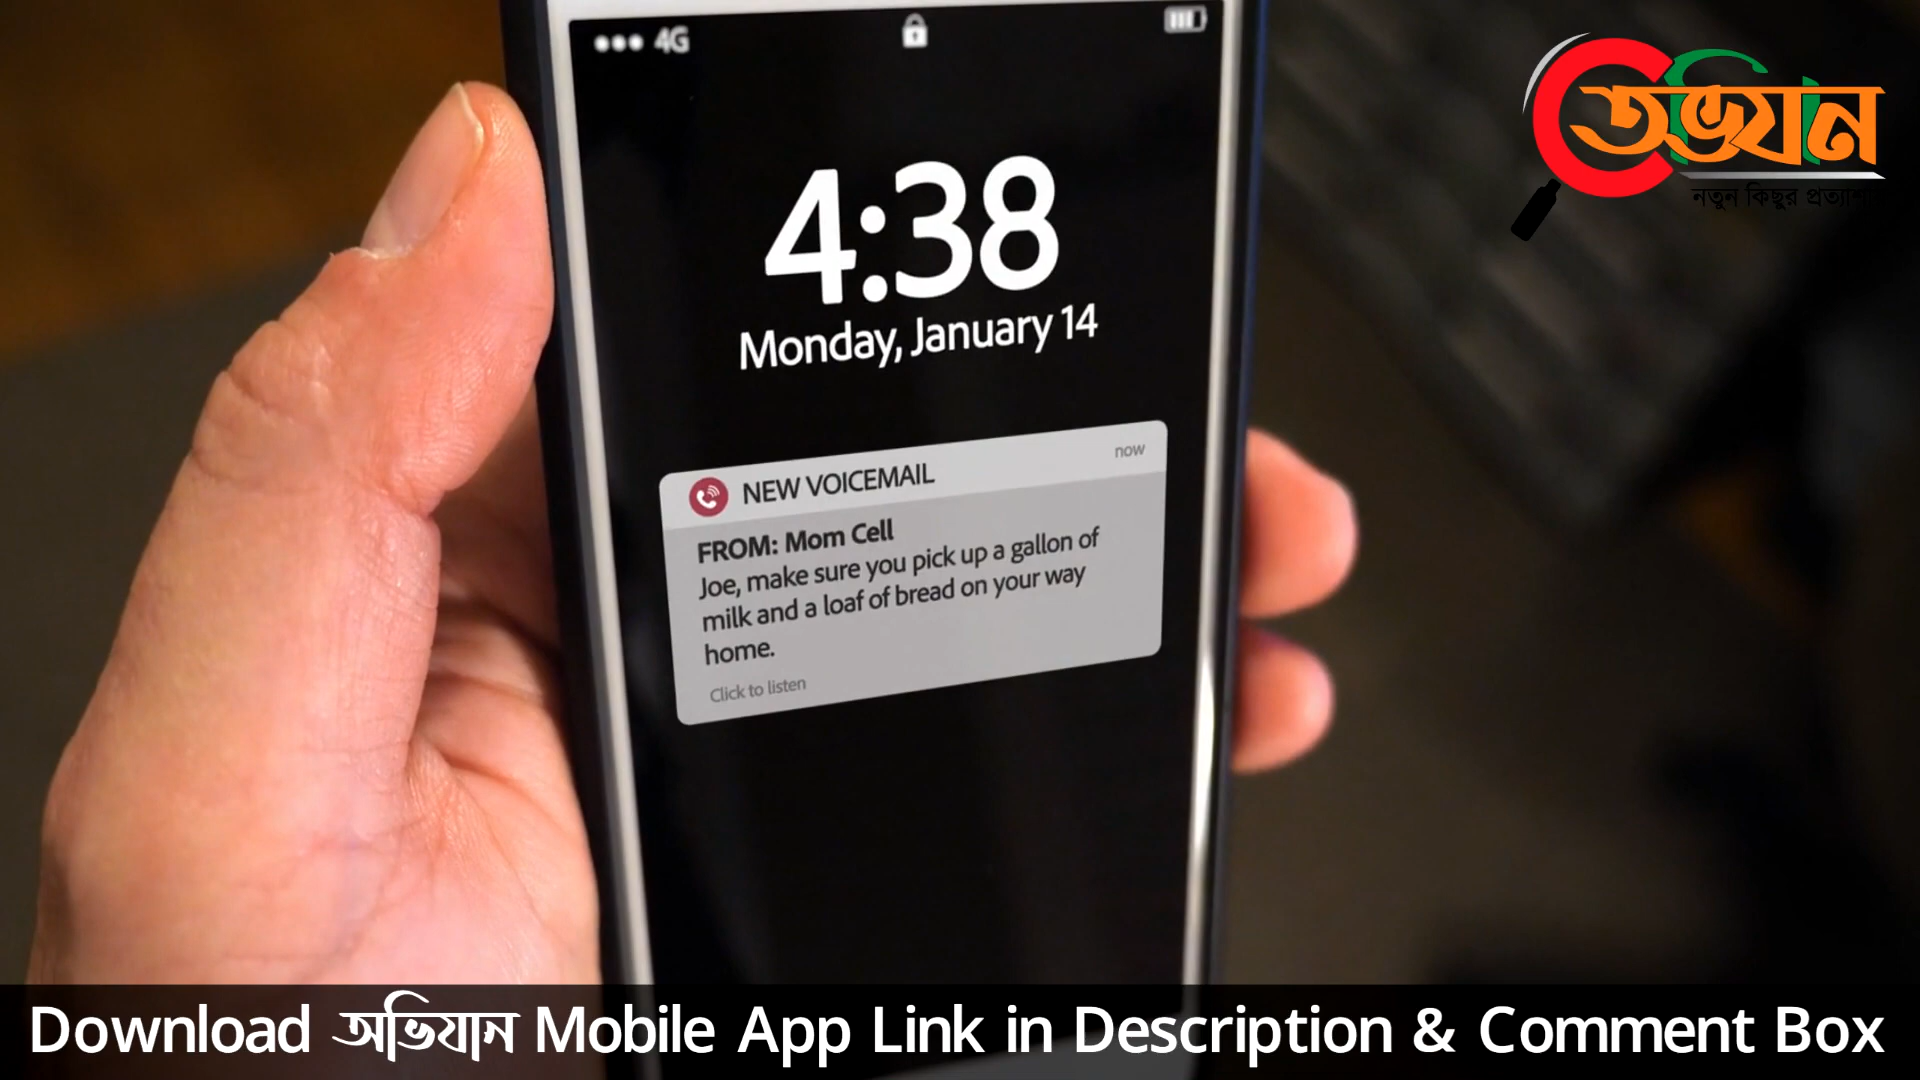 4G
অভিযান
নতুন কিছুর প্রত্যাশায়
4:38
Monday, January 14
NEW VOICEMAIL
now
FROM: Mom Cell
Joe, make sure you pick up a gallon of
milk and a loaf of bread on your way
home.
Click to listen
Download অভিযান Mobile App Link in Description & Comment Box